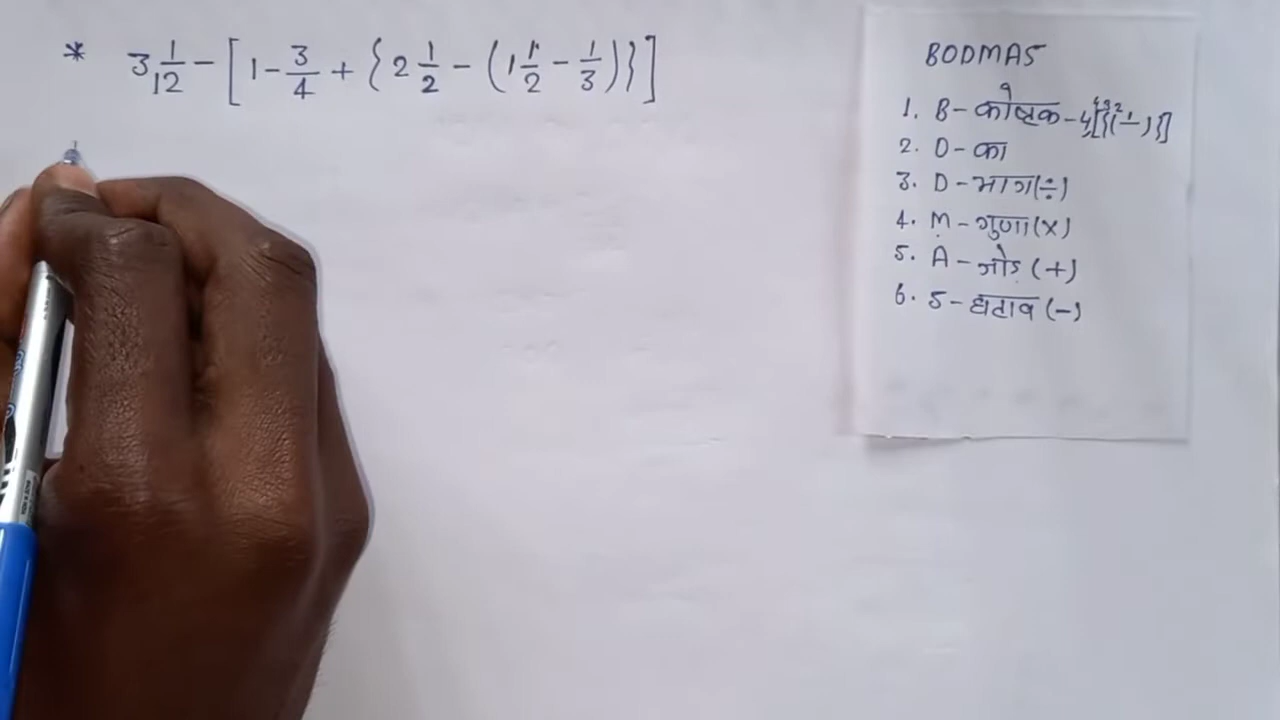 * 3 1/12 - [1 - 3/4 + {2 1/2 - (1 1/2 - 1/3)}]
BODMAS
1. B - कोष्ठक - 4[{(‾)}]
2. O - का
3. D - भाग(÷)
4. M - गुणा(×)
5. A - जोड (+)
6. S - घटाव (-)